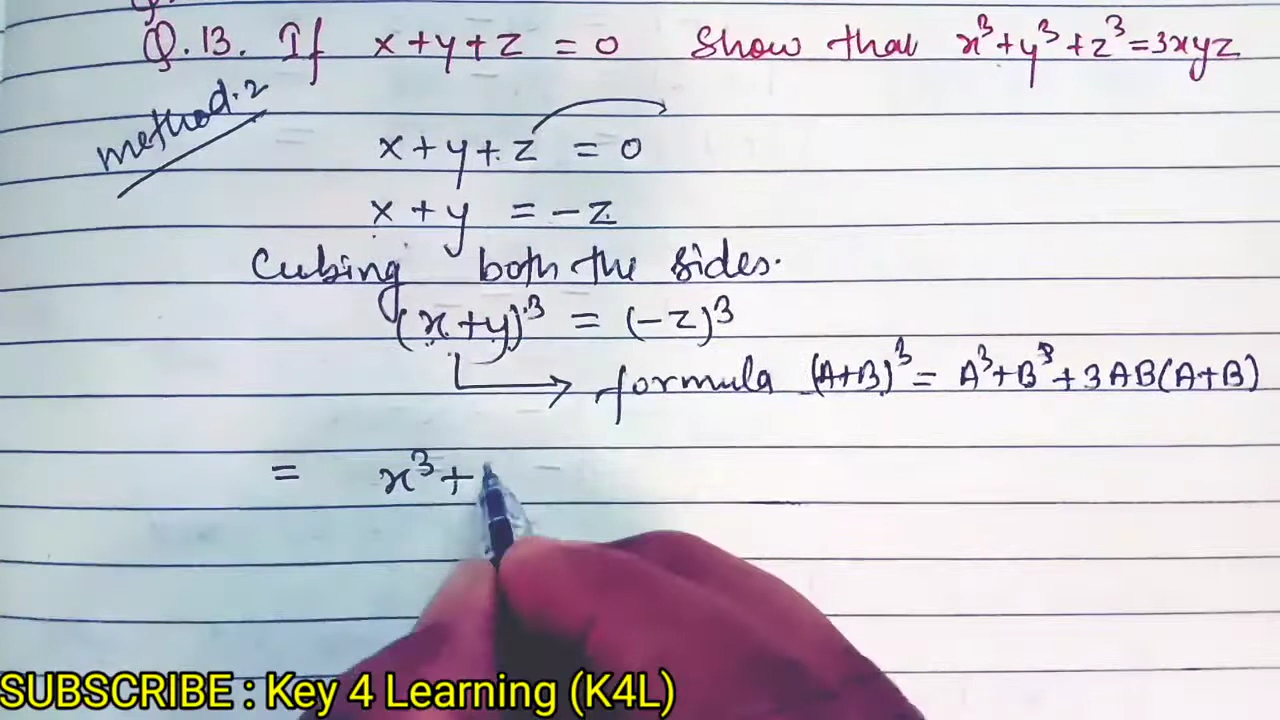 Q.13. If x+y+z = 0 Show that x³+y³+z³=3xyz
method.2
x+y+z = 0
x+y = -z
Cubing both the sides.
(x+y)³ = (-z)³
formula (A+B)³ = A³+B³+3AB(A+B)
= x³+
SUBSCRIBE : Key 4 Learning (K4L)